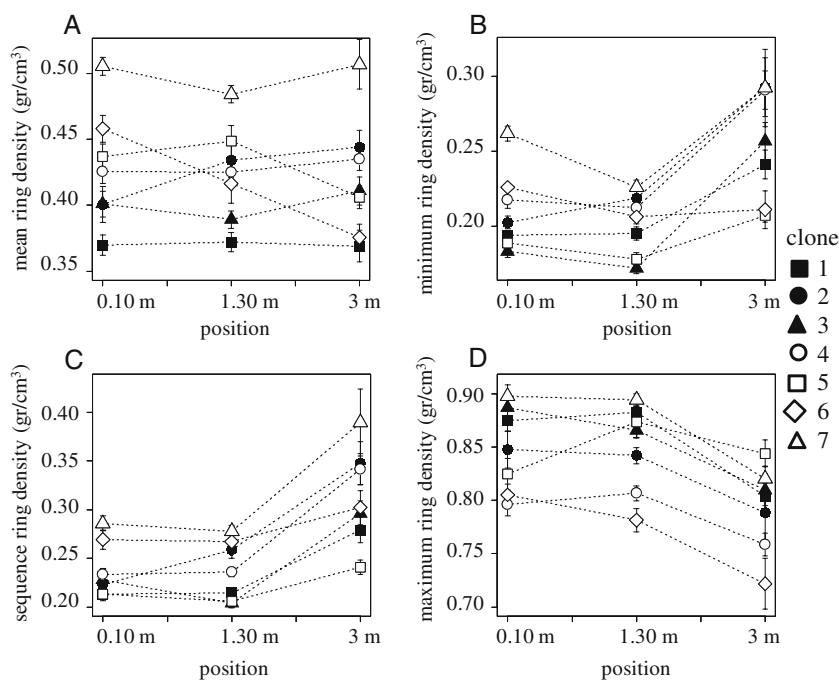 A
mean ring density (gr/cm³)
0.50
0.45
0.40
0.35
0.10 m 1.30 m 3 m
position
B
minimum ring density (gr/cm³)
0.30
0.25
0.20
0.10 m 1.30 m 3 m
position
clone
1
2
3
4
5
6
7
C
sequence ring density (gr/cm³)
0.40
0.35
0.30
0.25
0.20
0.10 m 1.30 m 3 m
position
D
maximum ring density (gr/cm³)
0.90
0.85
0.80
0.75
0.70
0.10 m 1.30 m 3 m
position